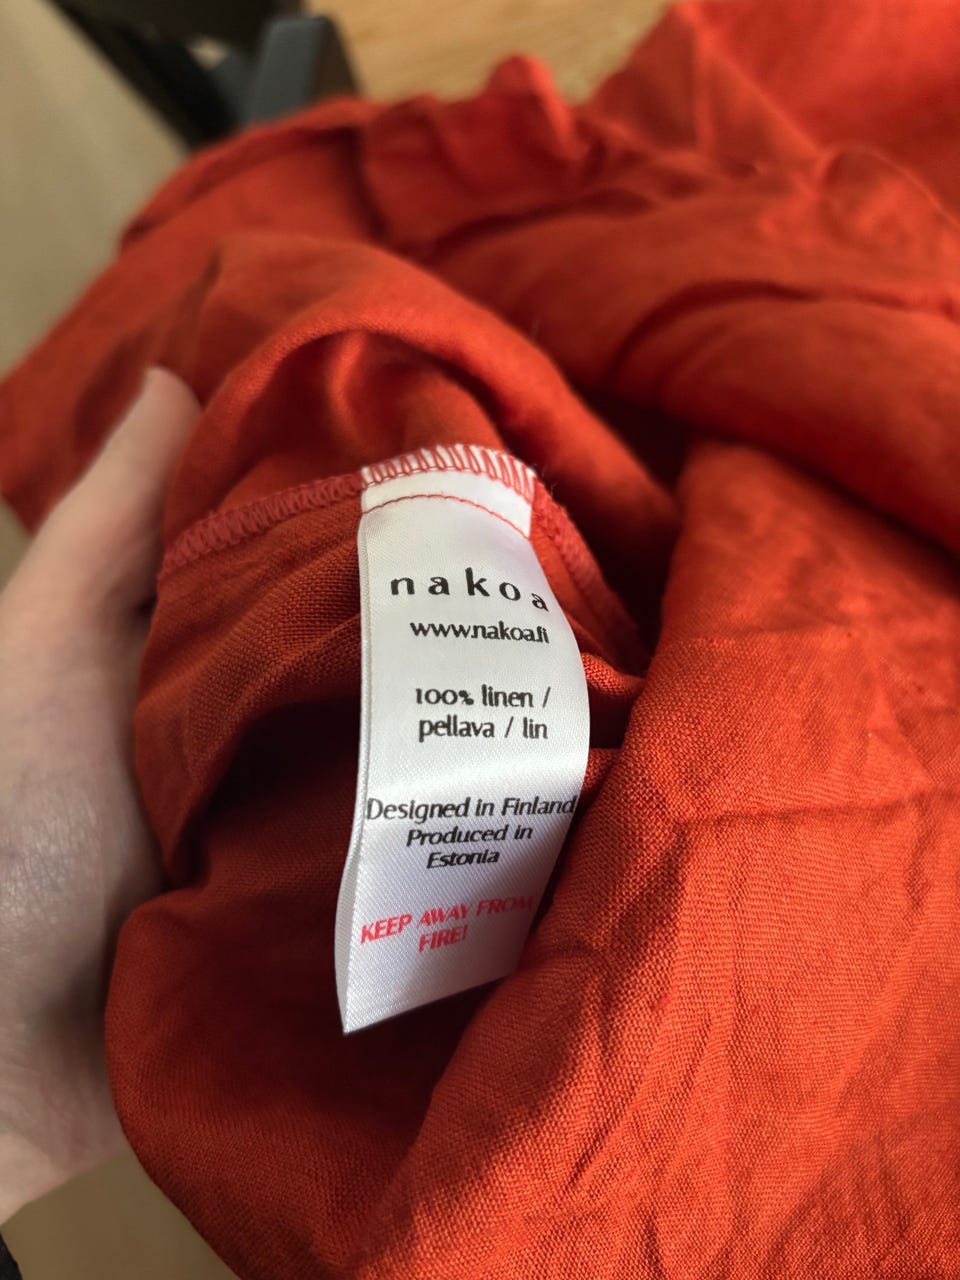 nakoa
www.nakoa.fi
100% linen /
pellava / lin
Designed in Finland
Produced in
Estonia
KEEP AWAY FROM
FIRE!